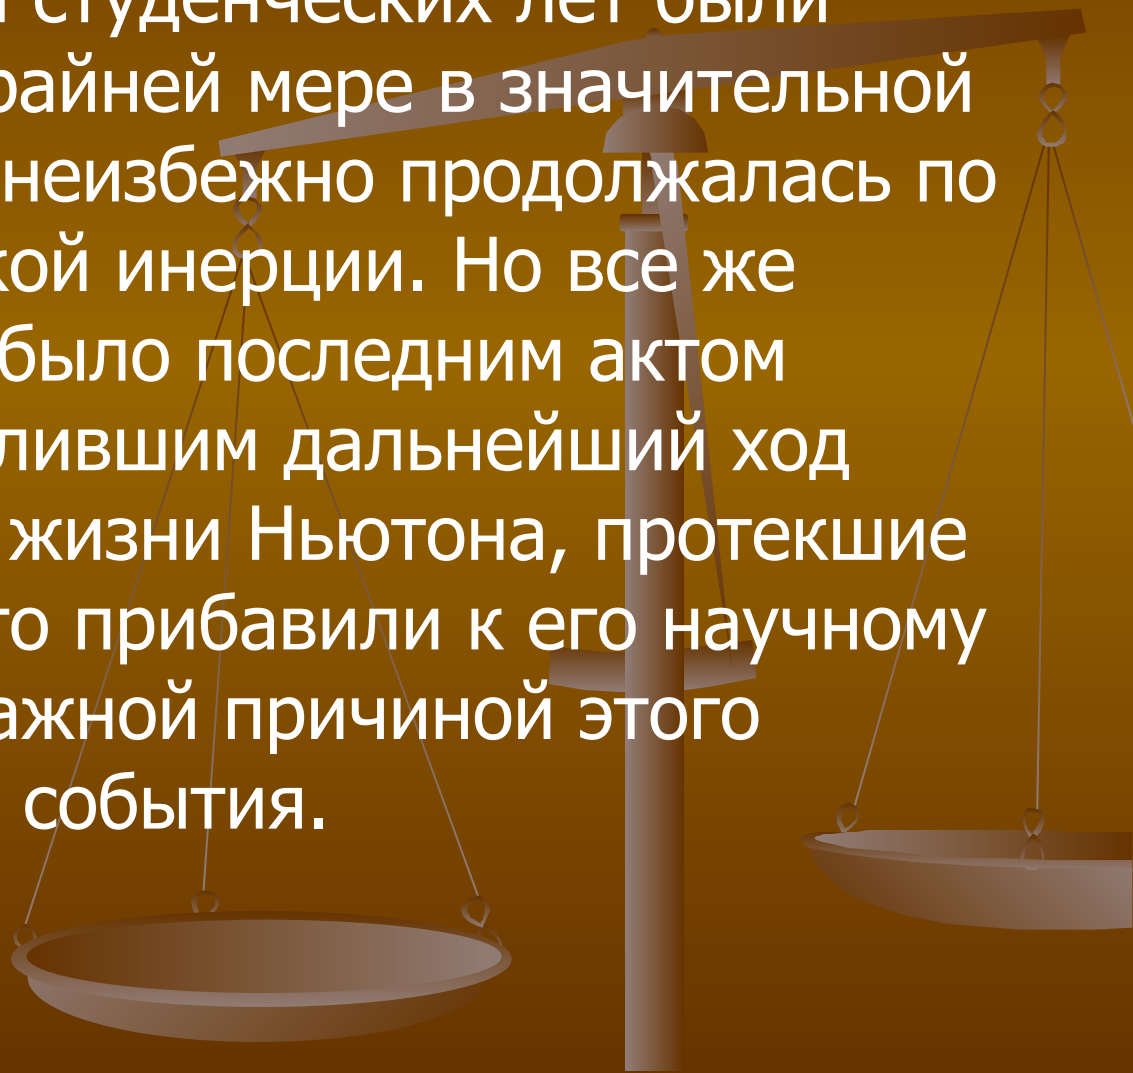 и студенческих лет были
райней мере в значительной
неизбежно продолжалась по
кой инерции. Но все же
было последним актом
лившим дальнейший ход
жизни Ньютона, протекшие
го прибавили к его научному
ажной причиной этого
события.